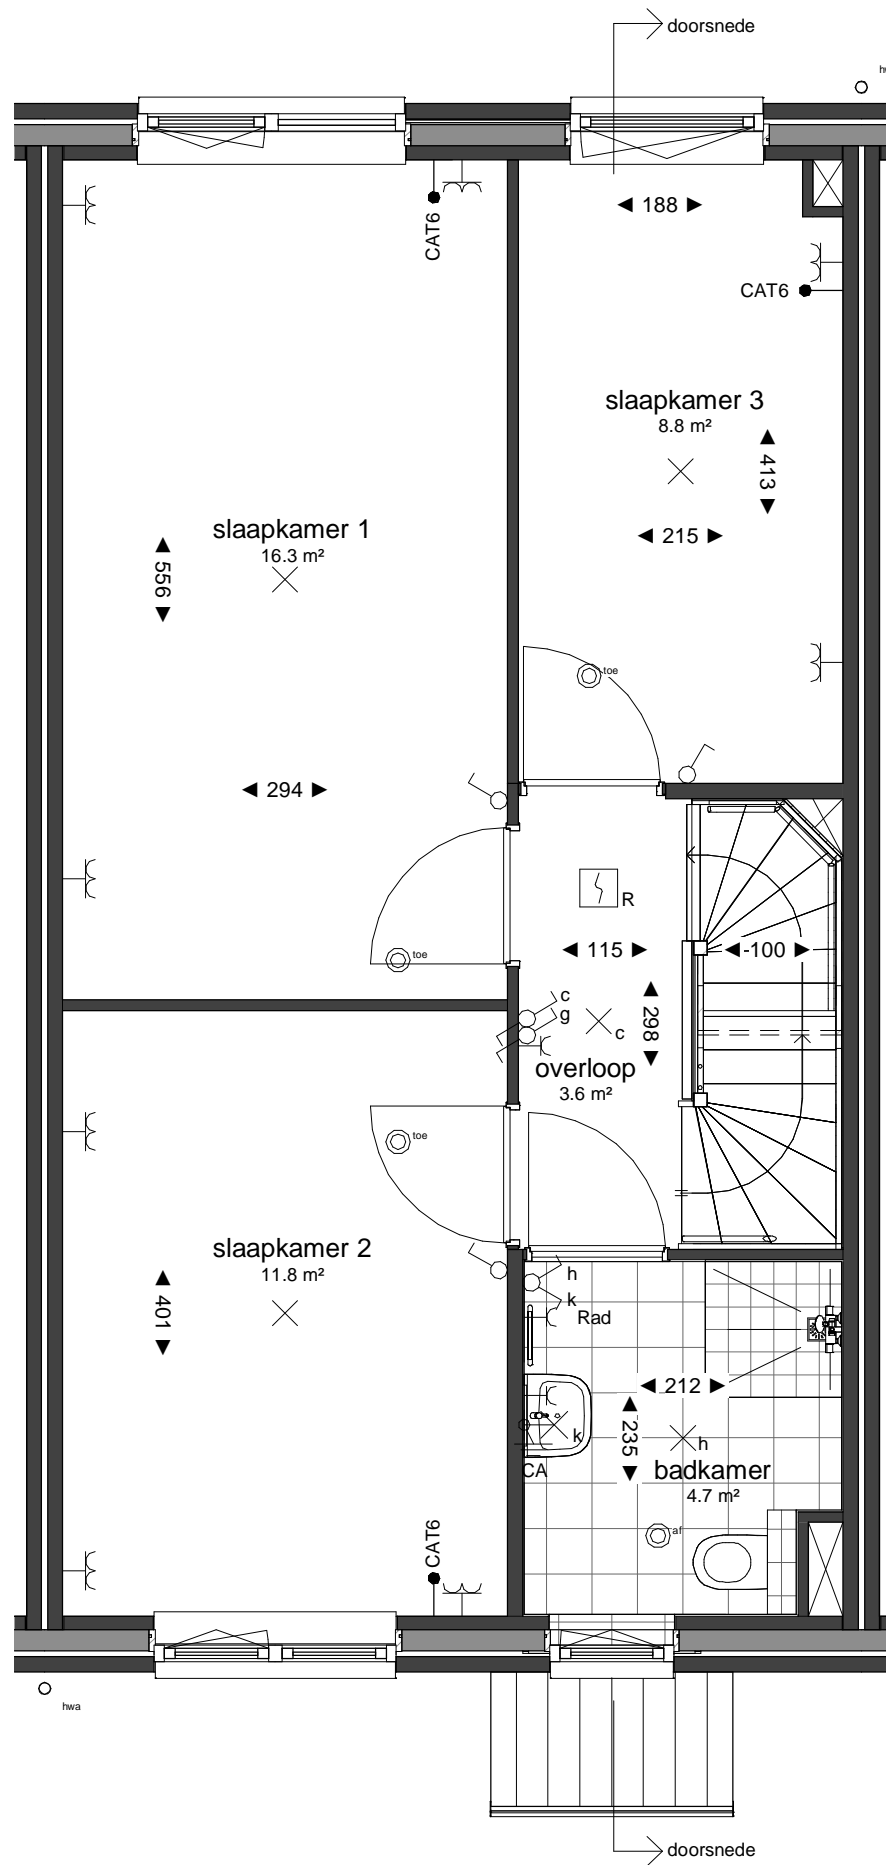 doorsnede
188
CAT6
CAT6
slaapkamer 3
8.8 m²
413
215
slaapkamer 1
16.3 m²
556
toe
294
R
toe
115
-100
c
g
c
298
overloop
3.6 m²
toe
slaapkamer 2
11.8 m²
401
h
k
Rad
212
235
k
h
CA
badkamer
4.7 m²
af
CAT6
hwa
doorsnede